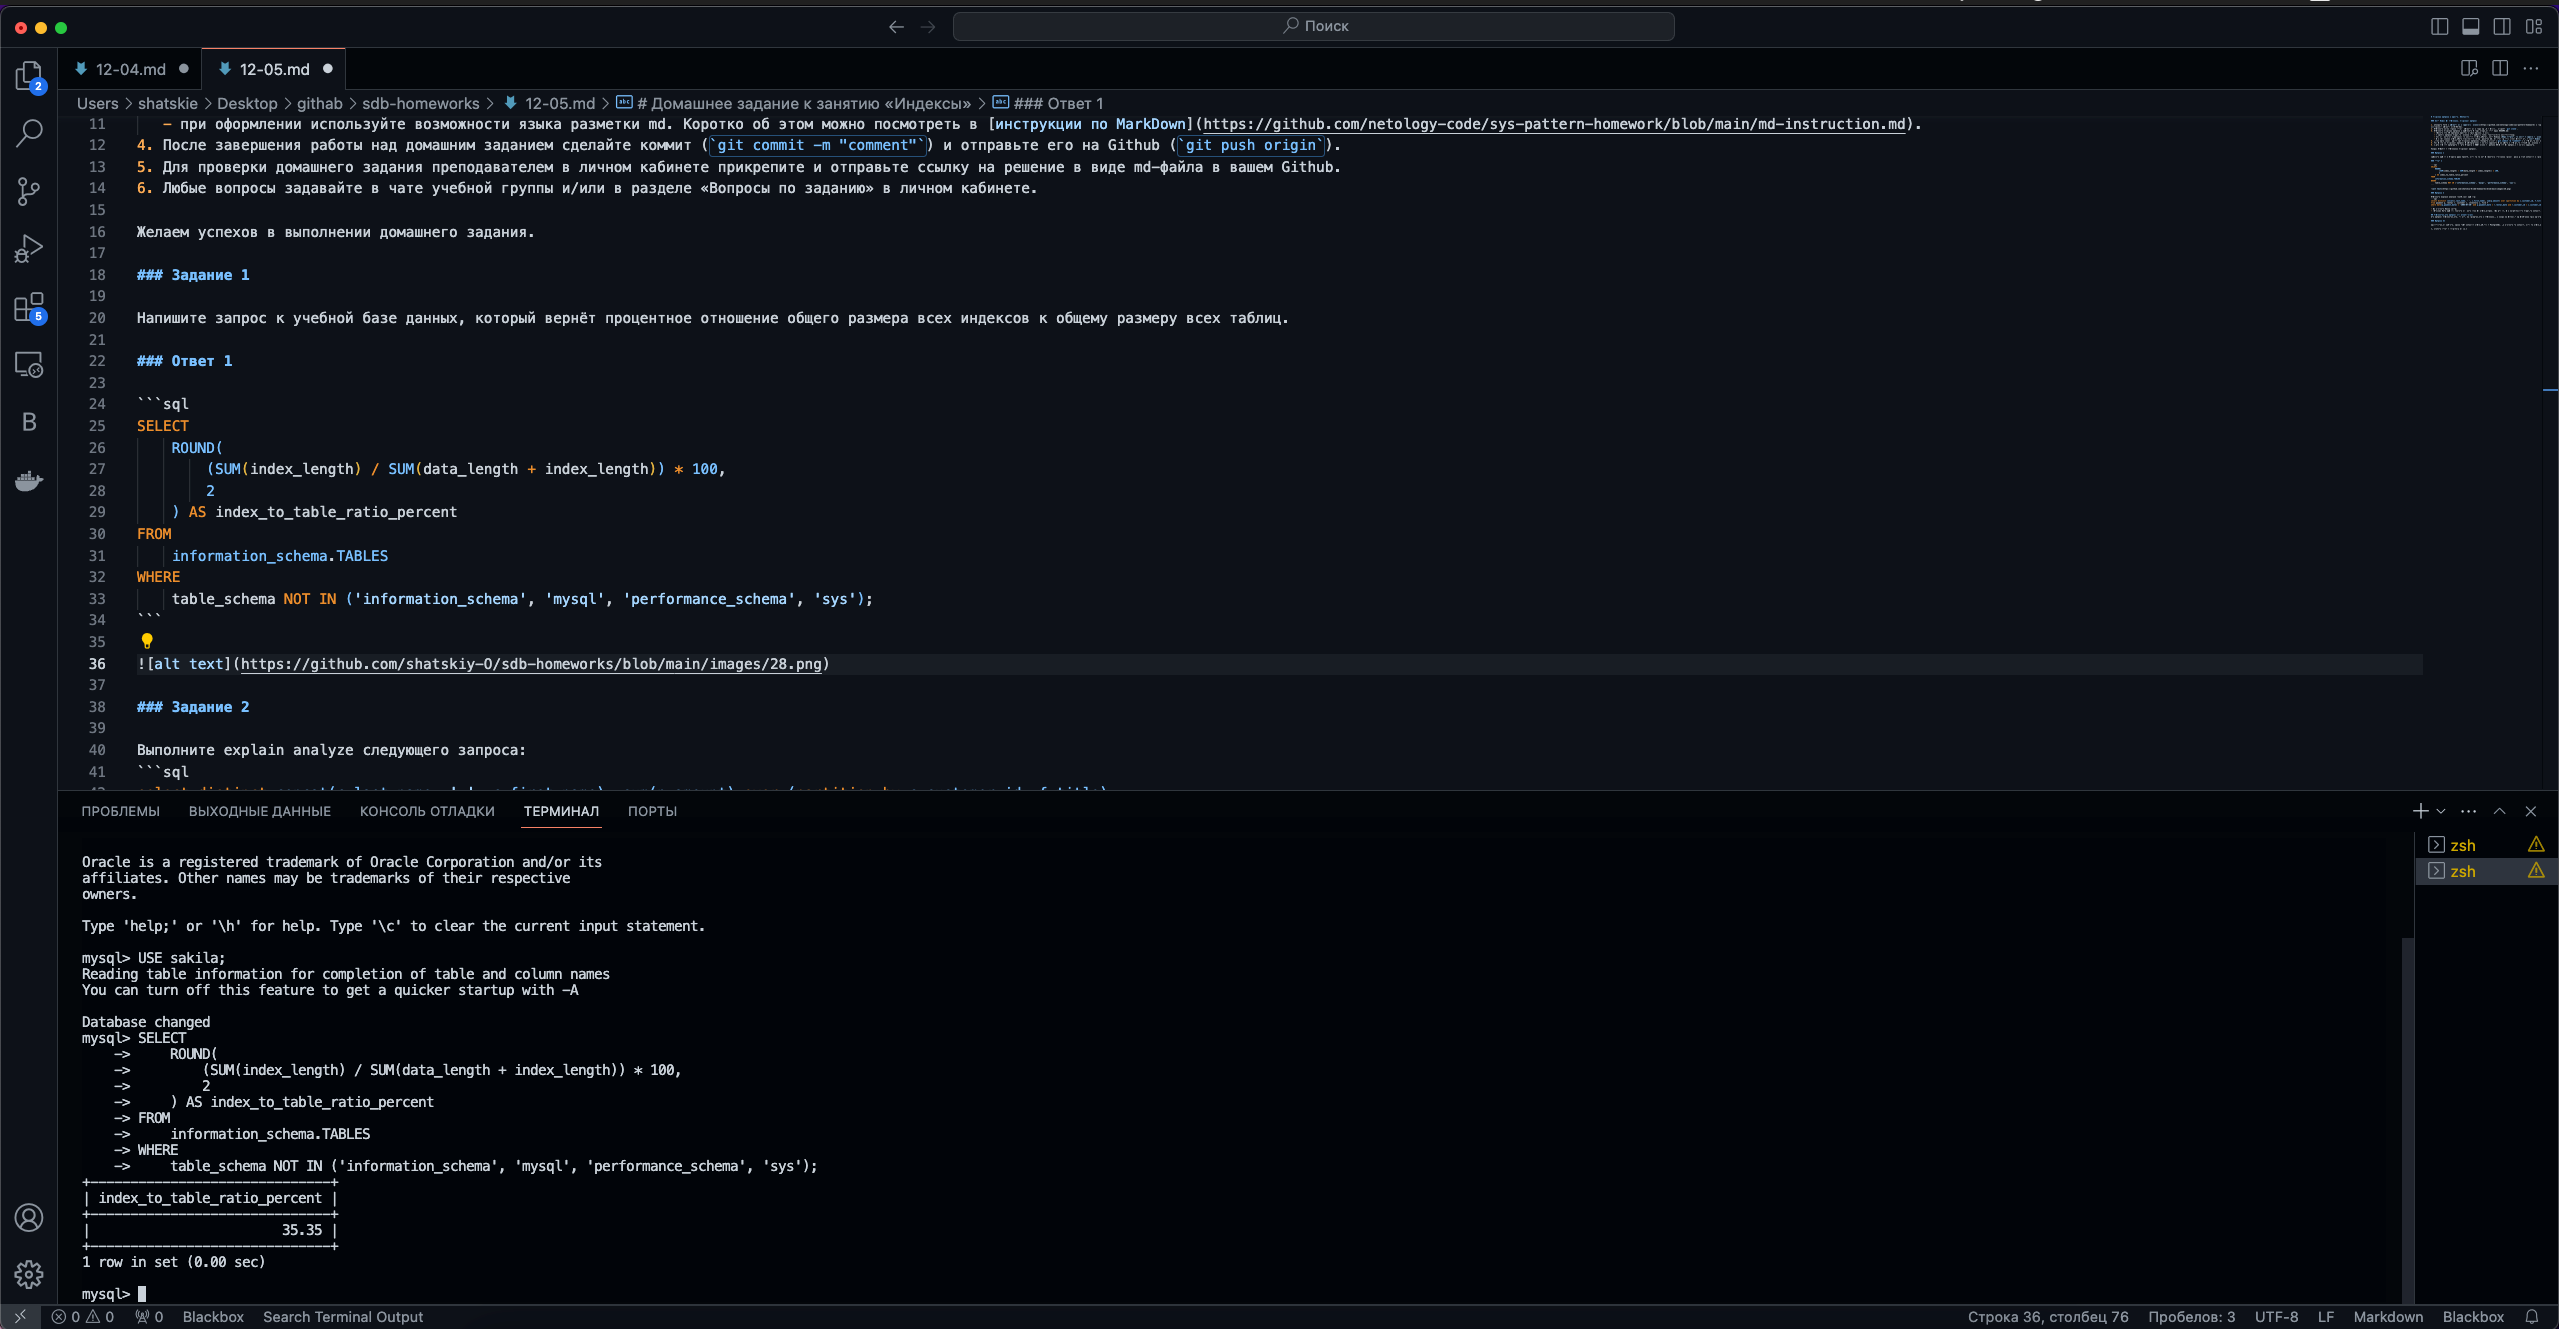 Поиск
12-04.md
12-05.md
Users > shatskie > Desktop > githab > sdb-homeworks > 12-05.md > # Домашнее задание к занятию «Индексы» > ### Ответ 1
2
5
B
11 - при оформлении используйте возможности языка разметки md. Коротко об этом можно посмотреть в [инструкции по MarkDown](https://github.com/netology-code/sys-pattern-homework/blob/main/md-instruction.md).
12 4. После завершения работы над домашним заданием сделайте коммит (`git commit -m "comment"`) и отправьте его на Github (`git push origin`).
13 5. Для проверки домашнего задания преподавателем в личном кабинете прикрепите и отправьте ссылку на решение в виде md-файла в вашем Github.
14 6. Любые вопросы задавайте в чате учебной группы и/или в разделе «Вопросы по заданию» в личном кабинете.
15
16 Желаем успехов в выполнении домашнего задания.
17
18 ### Задание 1
19
20 Напишите запрос к учебной базе данных, который вернёт процентное отношение общего размера всех индексов к общему размеру всех таблиц.
21
22 ### Ответ 1
23
24 ```sql
25 SELECT
26 ROUND(
27 (SUM(index_length) / SUM(data_length + index_length)) * 100,
28 2
29 ) AS index_to_table_ratio_percent
30 FROM
31 information_schema.TABLES
32 WHERE
33 table_schema NOT IN ('information_schema', 'mysql', 'performance_schema', 'sys');
34 ```
35
36 ![alt text](https://github.com/shatskiy-O/sdb-homeworks/blob/main/images/28.png)
37
38 ### Задание 2
39
40 Выполните explain analyze следующего запроса:
41 ```sql
ПРОБЛЕМЫ ВЫХОДНЫЕ ДАННЫЕ КОНСОЛЬ ОТЛАДКИ ТЕРМИНАЛ ПОРТЫ
zsh
zsh
Oracle is a registered trademark of Oracle Corporation and/or its
affiliates. Other names may be trademarks of their respective
owners.
Type 'help;' or '\h' for help. Type '\c' to clear the current input statement.
mysql> USE sakila;
Reading table information for completion of table and column names
You can turn off this feature to get a quicker startup with -A
Database changed
mysql> SELECT
-> ROUND(
-> (SUM(index_length) / SUM(data_length + index_length)) * 100,
-> 2
-> ) AS index_to_table_ratio_percent
-> FROM
-> information_schema.TABLES
-> WHERE
-> table_schema NOT IN ('information_schema', 'mysql', 'performance_schema', 'sys');
+------------------------------+
| index_to_table_ratio_percent |
+------------------------------+
| 35.35 |
+------------------------------+
1 row in set (0.00 sec)
mysql>
0 0 0 Blackbox Search Terminal Output
Строка 36, столбец 76 Пробелов: 3 UTF-8 LF Markdown Blackbox